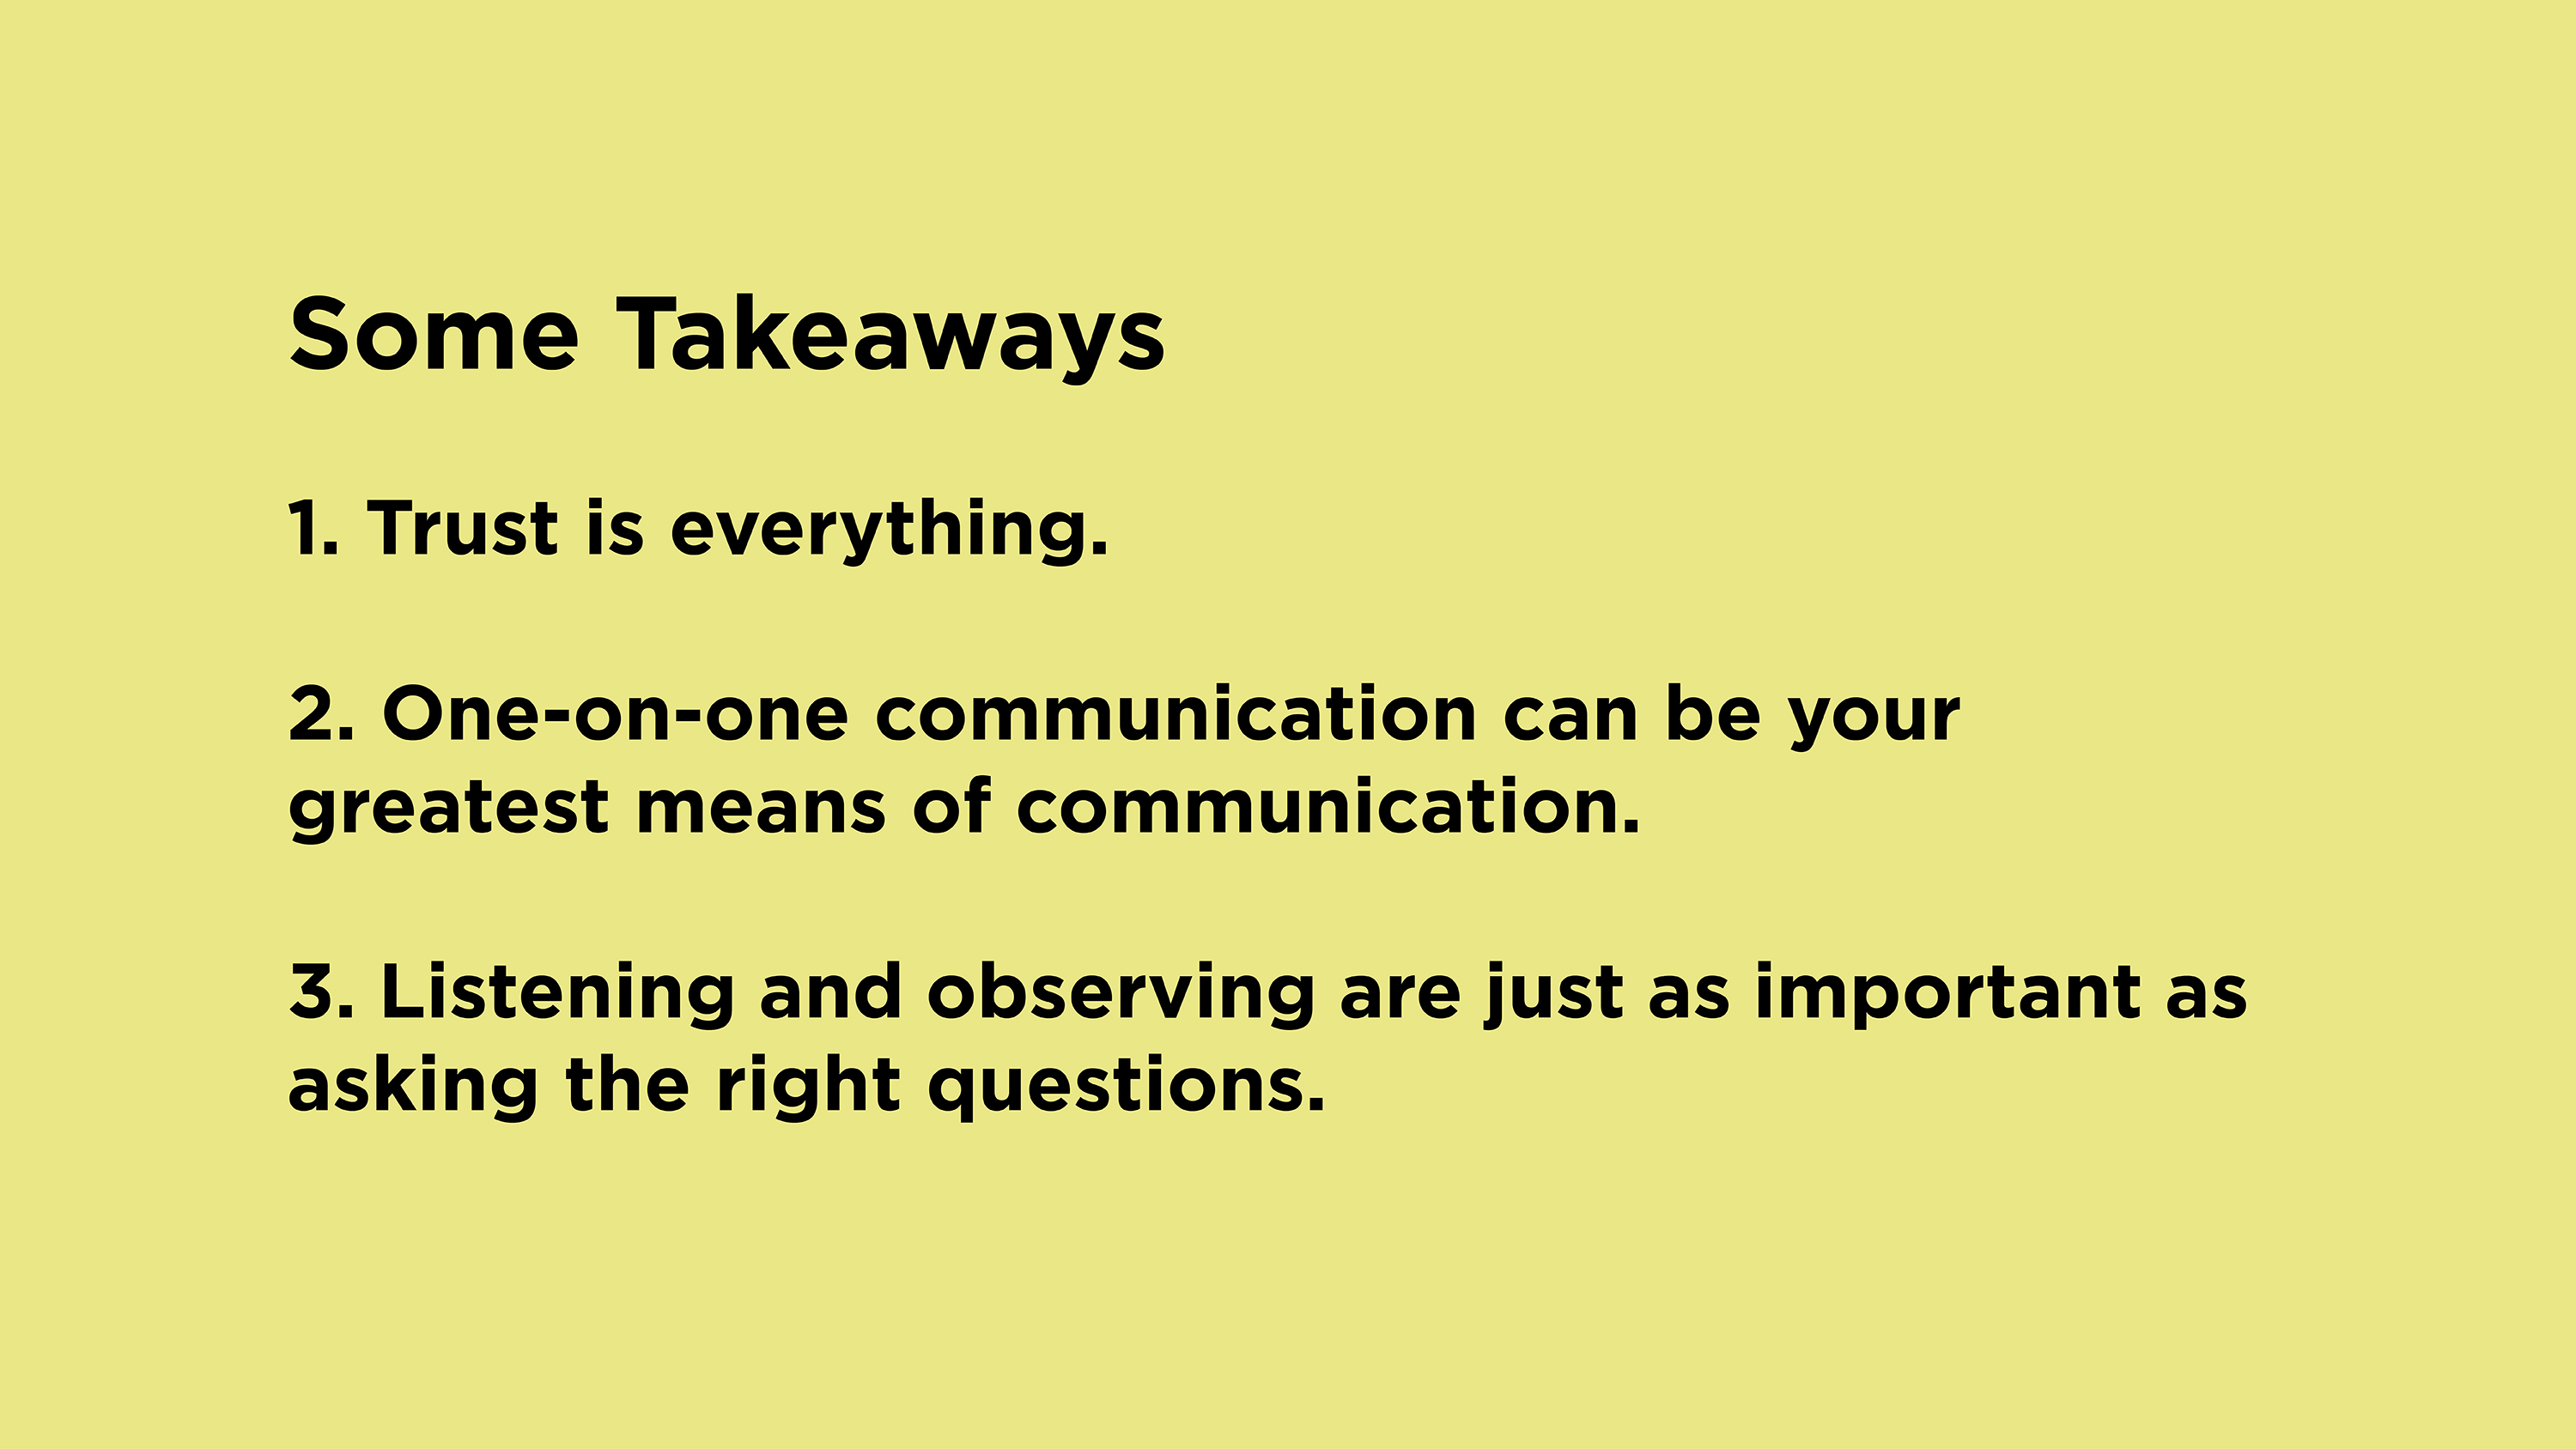 Some Takeaways
1. Trust is everything.
2. One-on-one communication can be your
greatest means of communication.
3. Listening and observing are just as important as
asking the right questions.